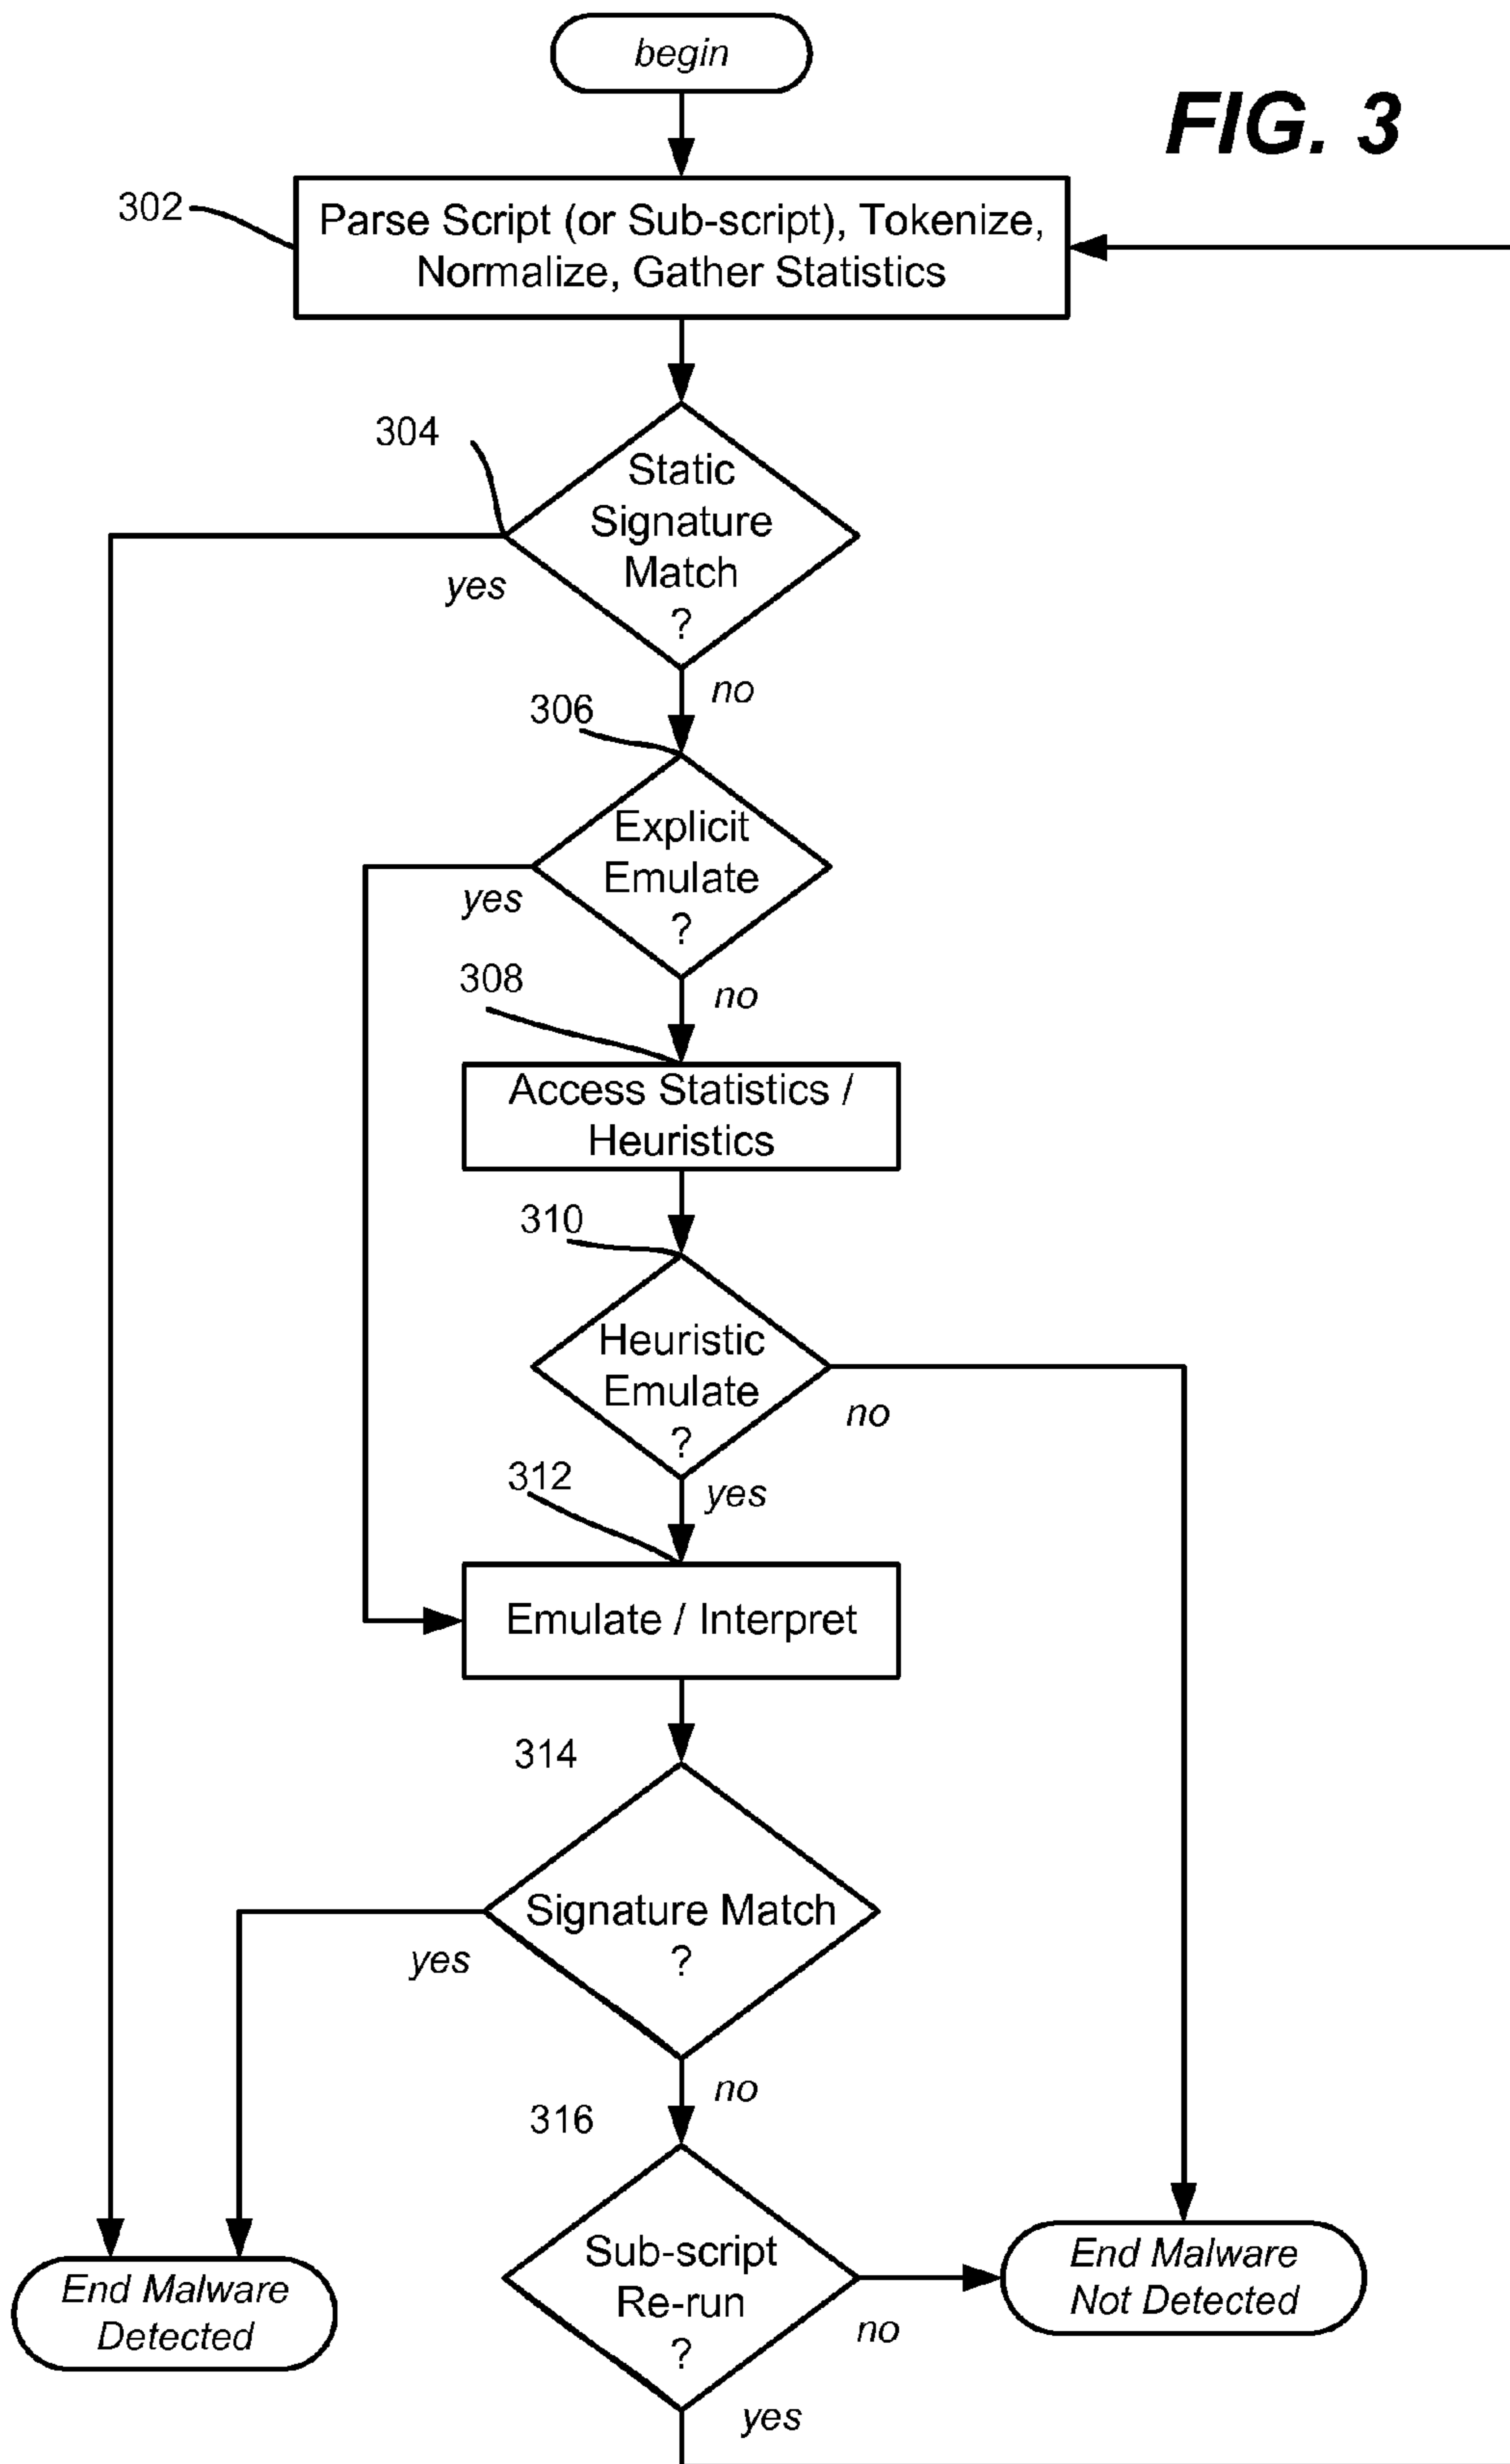 begin
FIG. 3
302
Parse Script (or Sub-script), Tokenize,
Normalize, Gather Statistics
304
Static
Signature
Match
?
yes
no
306
Explicit
Emulate
?
yes
no
308
Access Statistics /
Heuristics
310
Heuristic
Emulate
?
no
yes
312
Emulate / Interpret
314
Signature Match
?
yes
no
316
Sub-script
Re-run
?
no
yes
End Malware
Detected
End Malware
Not Detected